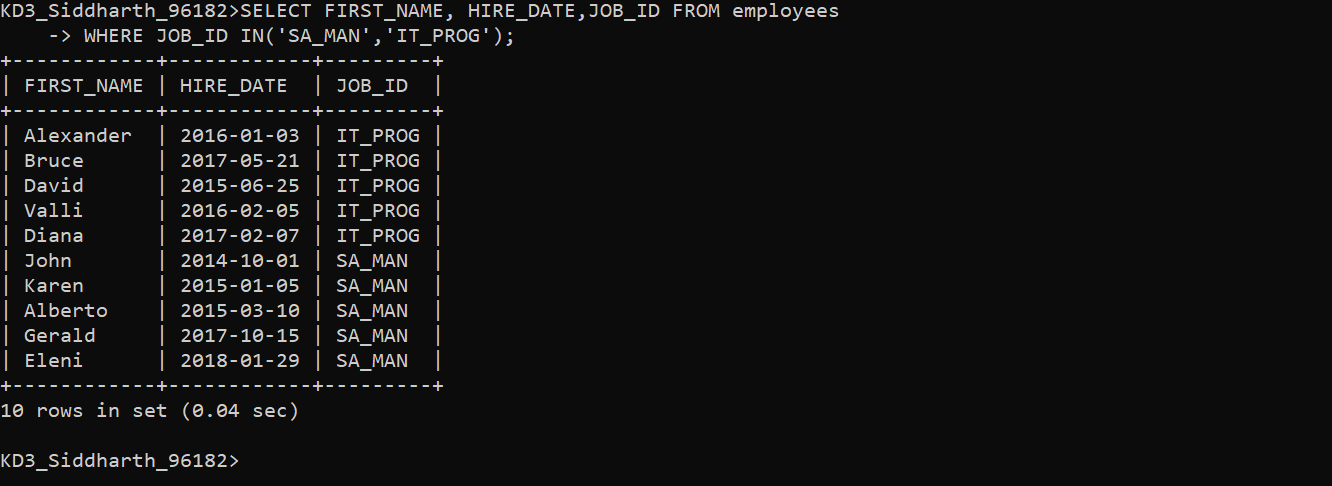 KD3_Siddharth_96182>SELECT FIRST_NAME, HIRE_DATE,JOB_ID FROM employees
    -> WHERE JOB_ID IN('SA_MAN','IT_PROG');
+------------+------------+---------+
| FIRST_NAME | HIRE_DATE  | JOB_ID  |
+------------+------------+---------+
| Alexander  | 2016-01-03 | IT_PROG |
| Bruce      | 2017-05-21 | IT_PROG |
| David      | 2015-06-25 | IT_PROG |
| Valli      | 2016-02-05 | IT_PROG |
| Diana      | 2017-02-07 | IT_PROG |
| John       | 2014-10-01 | SA_MAN  |
| Karen      | 2015-01-05 | SA_MAN  |
| Alberto    | 2015-03-10 | SA_MAN  |
| Gerald     | 2017-10-15 | SA_MAN  |
| Eleni      | 2018-01-29 | SA_MAN  |
+------------+------------+---------+
10 rows in set (0.04 sec)

KD3_Siddharth_96182>